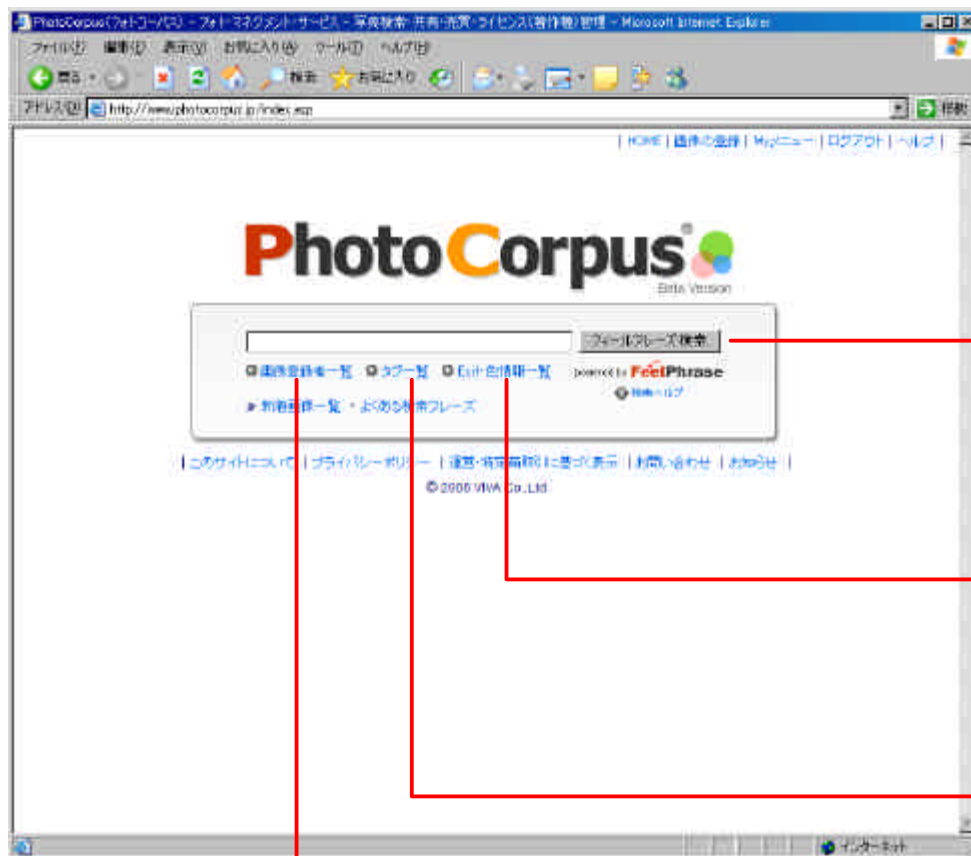 PhotoCorpus(フォトコーパス) - フォトマネジメント・サービス - 写真検索・共有・売買・ライセンス(著作権)管理 - Microsoft Internet Explorer
ファイル(F) 編集(E) 表示(V) お気に入り(A) ツール(T) ヘルプ(H)
戻る 検索 お気に入り
アドレス(D) http://www.photocorpus.jp/index.asp 移動
| HOME | 画像の登録 | Myメニュー | ログアウト | ヘルプ |
PhotoCorpus
Beta Version
フィールフレーズ検索
画像登録者一覧 タグ一覧 Exif・色情報一覧 powered by FeelPhrase
検索ヘルプ
新着画像一覧 ・よくある検索フレーズ
| このサイトについて | プライバシーポリシー | 運営・特定商取引に基づく表示 | お問い合わせ | お知らせ |
© 2006 VIVA Co.,Ltd
インターネット